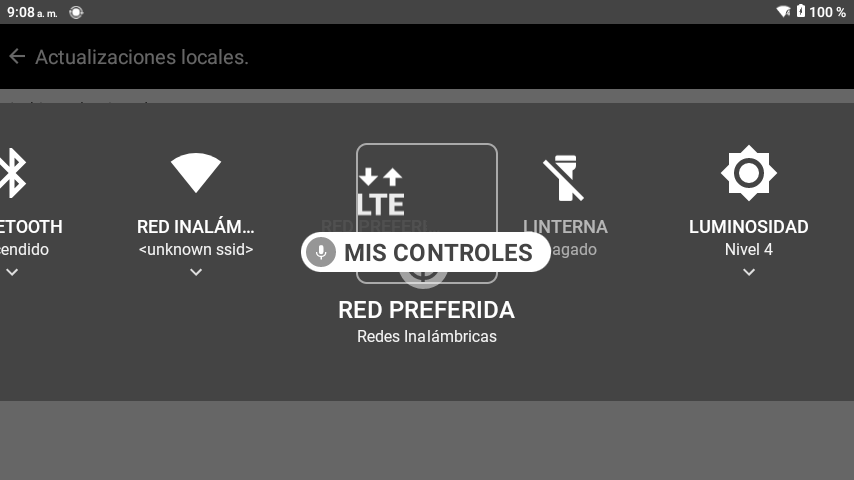 9:08 a. m.
100 %
Actualizaciones locales.
LTE
ETOOTH
RED INALÁM...
RED PREFERI
LINTERNA
LUMINOSIDAD
endido
<unknown ssid>
MIS CONTROLES
agado
Nivel 4
RED PREFERIDA
Redes Inalámbricas